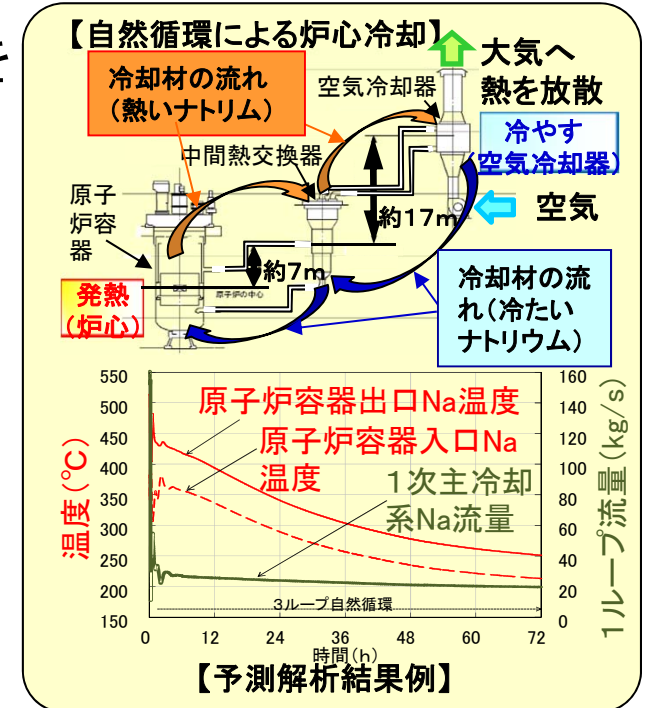 を
【自然循環による炉心冷却】
冷却材の流れ
(熱いナトリム)
空気冷却器
大気へ
熱を放散
冷やす
(空気冷却器)
中間熱交換器
原子
炉容
器
約17m
空気
約7m
発熱
(炉心)
原子炉の中心
冷却材の流
れ(冷たい
ナトリウム)
550
500
450
400
350
300
250
200
150
温度(℃)
原子炉容器出口Na温度
原子炉容器入口Na
温度
1次主冷却
系Na流量
3ループ自然循環
160
140
120
100
80
60
40
20
0
1ループ流量(kg/s)
0 12 24 36 48 60 72
時間(h)
【予測解析結果例】